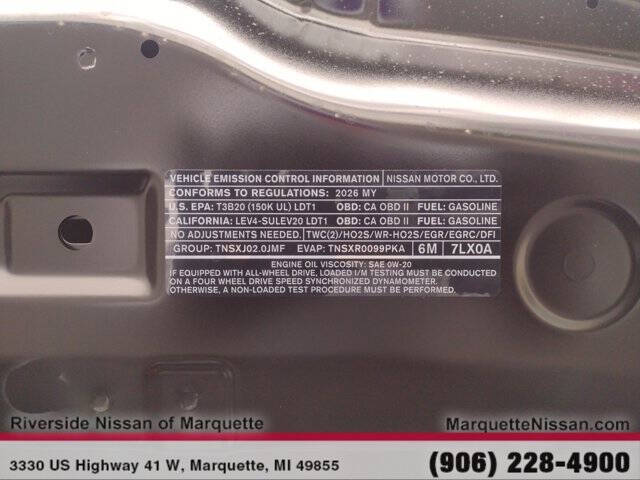 VEHICLE EMISSION CONTROL INFORMATION NISSAN MOTOR CO., LTD.
CONFORMS TO REGULATIONS: 2026 MY
U.S. EPA: T3B20 (150K UL) LDT1 OBD: CA OBD II FUEL: GASOLINE
CALIFORNIA: LEV4-SULEV20 LDT1 OBD: CA OBD II FUEL: GASOLINE
NO ADJUSTMENTS NEEDED. TWC(2)/HO2S/WR-HO2S/EGR/EGRC/DFI
GROUP: TNSXJ02.0JMF EVAP: TNSXR0099PKA 6M 7LX0A
ENGINE OIL VISCOSITY: SAE 0W-20
IF EQUIPPED WITH ALL-WHEEL DRIVE, LOADED I/M TESTING MUST BE CONDUCTED
ON A FOUR WHEEL DRIVE SPEED SYNCHRONIZED DYNAMOMETER.
OTHERWISE, A NON-LOADED TEST PROCEDURE MUST BE PERFORMED.
Riverside Nissan of Marquette MarquetteNissan.com
3330 US Highway 41 W, Marquette, MI 49855 (906) 228-4900